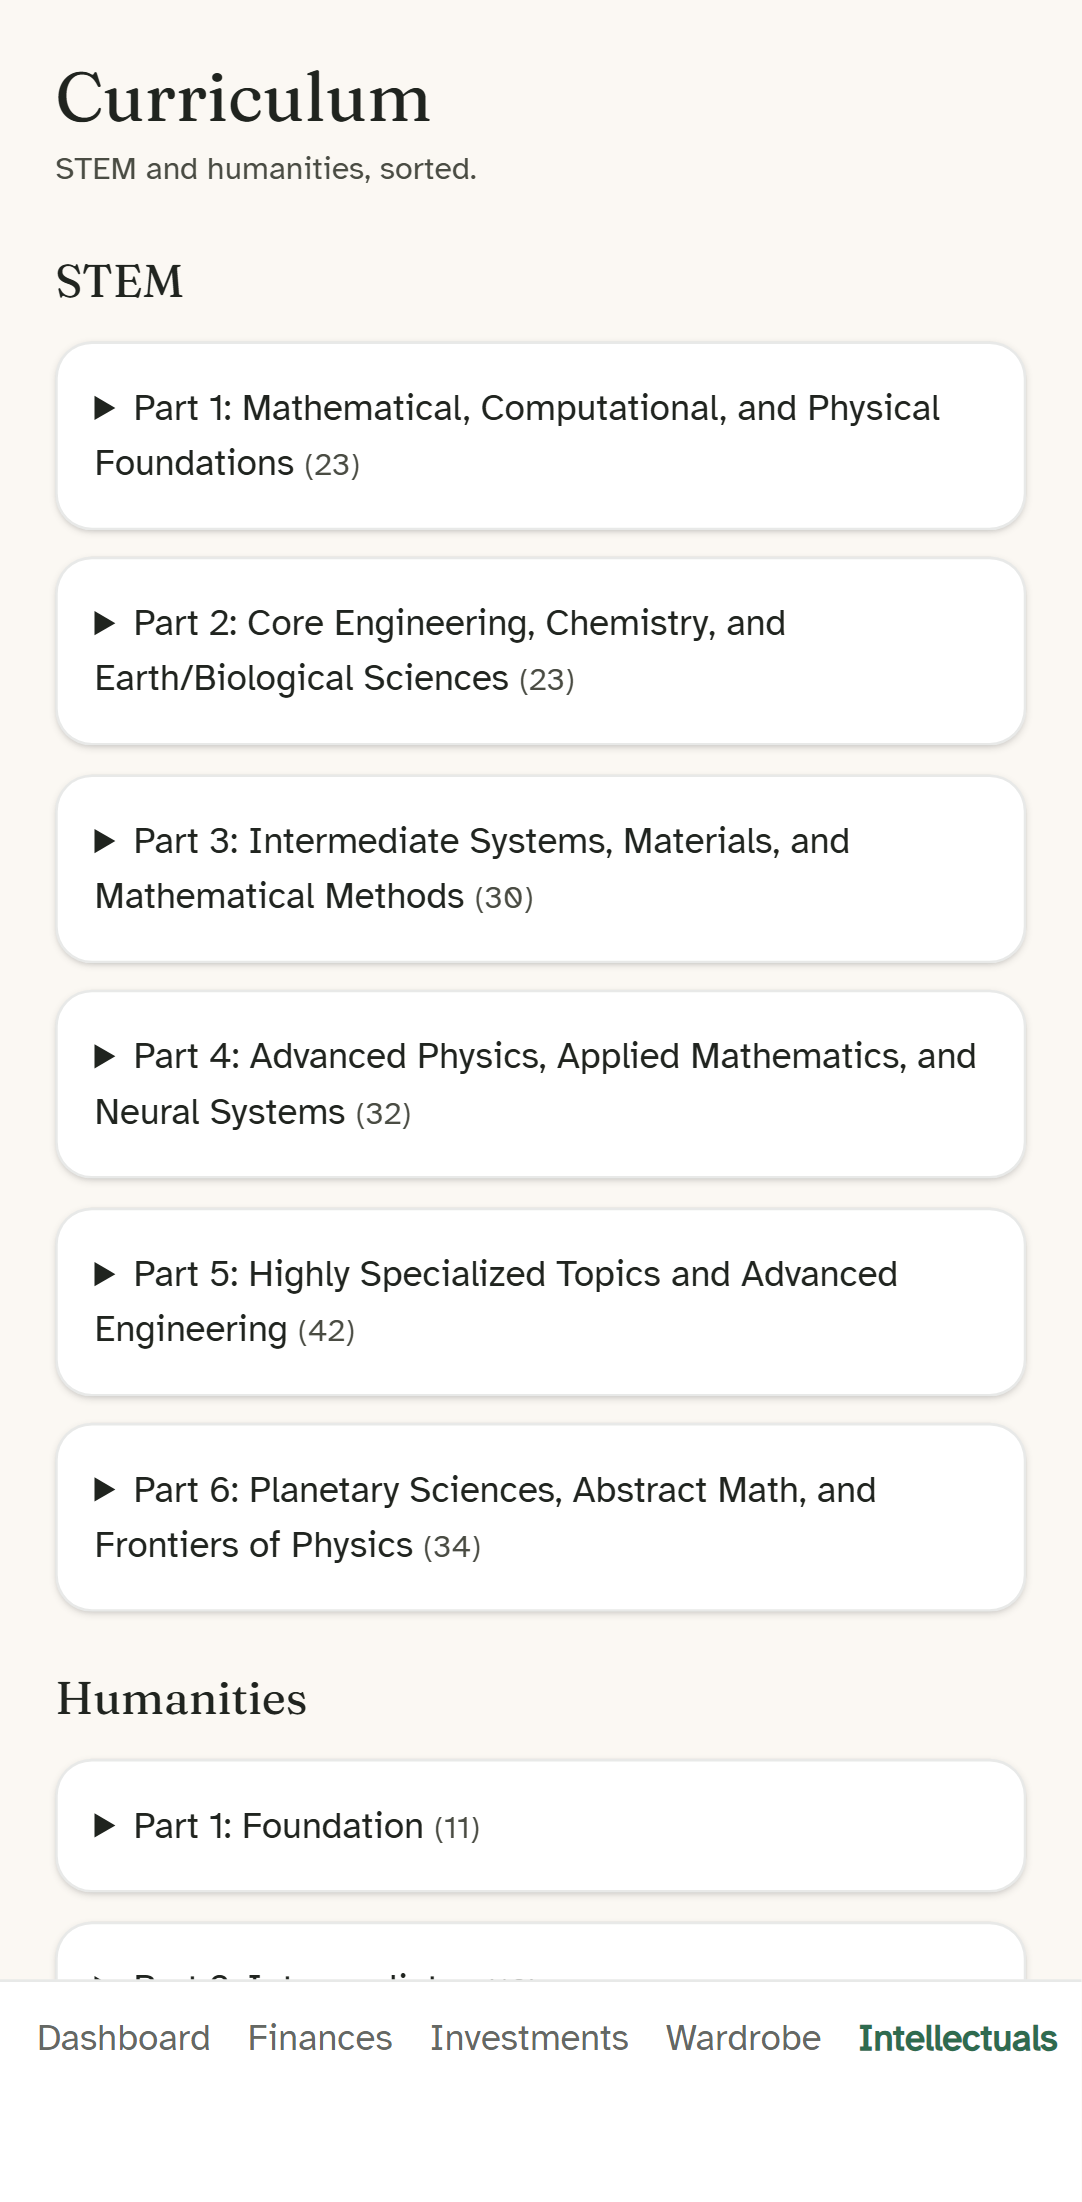 Curriculum
STEM and humanities, sorted.
STEM
▶ Part 1: Mathematical, Computational, and Physical
Foundations (23)
▶ Part 2: Core Engineering, Chemistry, and
Earth/Biological Sciences (23)
▶ Part 3: Intermediate Systems, Materials, and
Mathematical Methods (30)
▶ Part 4: Advanced Physics, Applied Mathematics, and
Neural Systems (32)
▶ Part 5: Highly Specialized Topics and Advanced
Engineering (42)
▶ Part 6: Planetary Sciences, Abstract Math, and
Frontiers of Physics (34)
Humanities
▶ Part 1: Foundation (11)
Dashboard Finances Investments Wardrobe Intellectuals